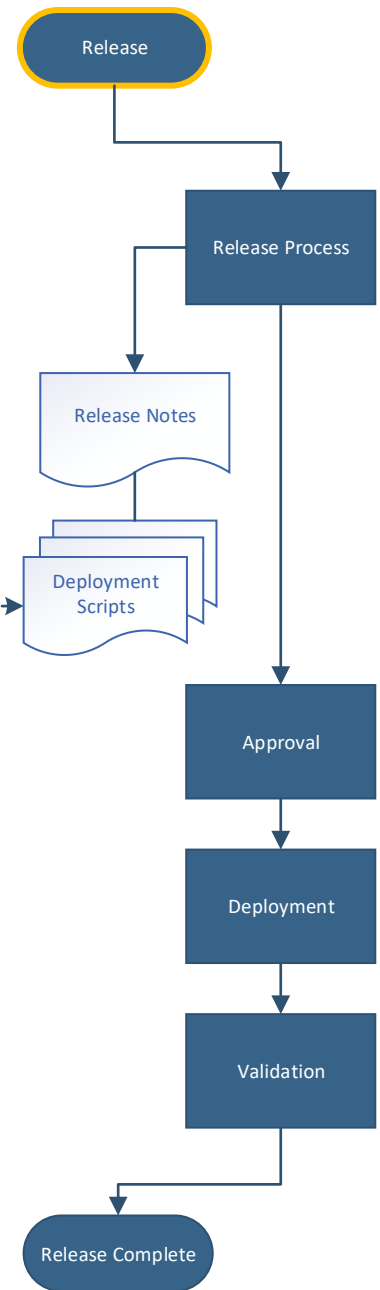 Release
Release Process
Release Notes
Deployment
Scripts
Approval
Deployment
Validation
Release Complete